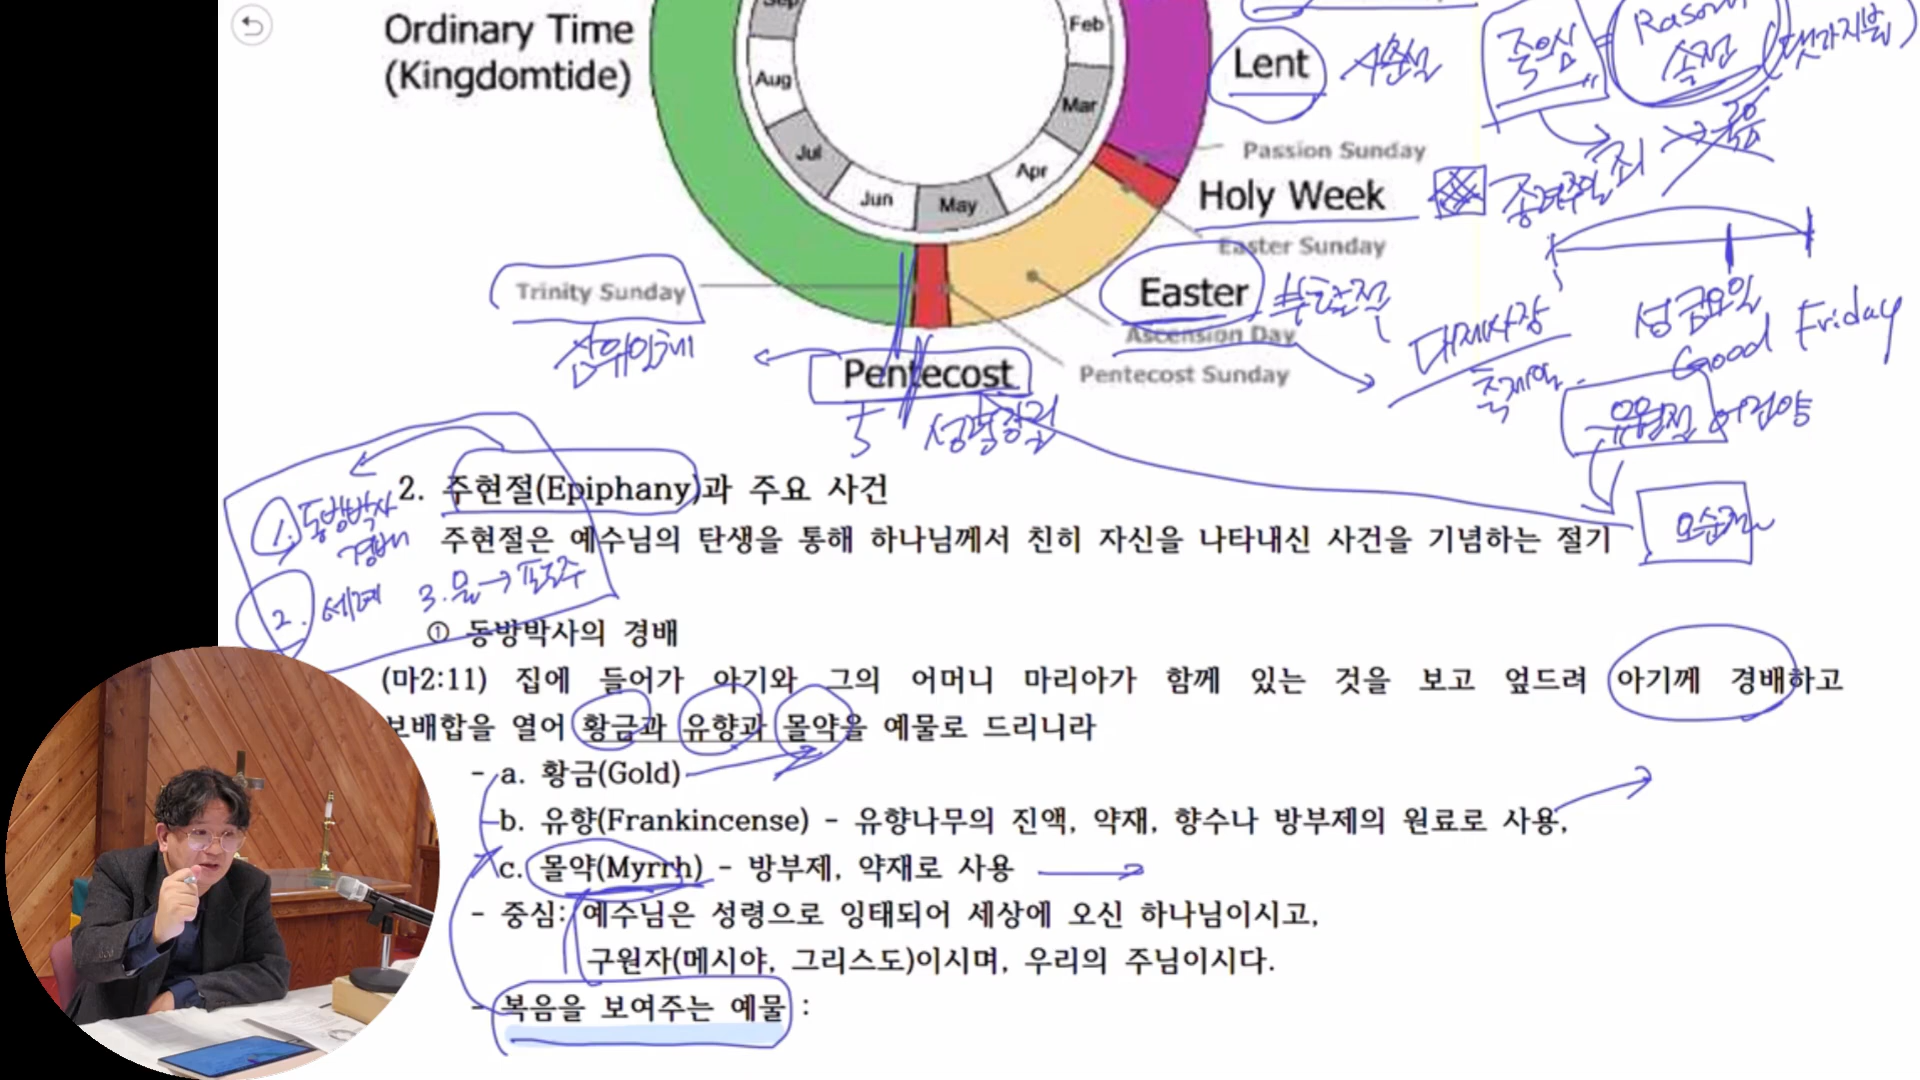 Ordinary Time
(Kingdomtide)
Sep
Aug
Jul
Jun
May
Apr
Mar
Feb
Lent 사순절
죽의심 = 속전 (댓가지불)
죄
Passion Sunday
Holy Week 종려주일
Easter Sunday
Easter 부활절
Ascension Day
대제사장
성금요일
Good Friday
유월절 어린양
Trinity Sunday
삼위일체
Pentecost
Pentecost Sunday
5 성령강림
오순절
2. 주현절(Epiphany)과 주요 사건
주현절은 예수님의 탄생을 통해 하나님께서 친히 자신을 나타내신 사건을 기념하는 절기
1. 동방박사
경배
2. 세례
3. 물→포도주
① 동방박사의 경배
(마2:11) 집에 들어가 아기와 그의 어머니 마리아가 함께 있는 것을 보고 엎드려 아기께 경배하고
보배합을 열어 황금과 유향과 몰약을 예물로 드리니라
- a. 황금(Gold)
b. 유향(Frankincense) - 유향나무의 진액, 약재, 향수나 방부제의 원료로 사용,
c. 몰약(Myrrh) - 방부제, 약재로 사용
- 중심: 예수님은 성령으로 잉태되어 세상에 오신 하나님이시고,
구원자(메시야, 그리스도)이시며, 우리의 주님이시다.
- 복음을 보여주는 예물 :